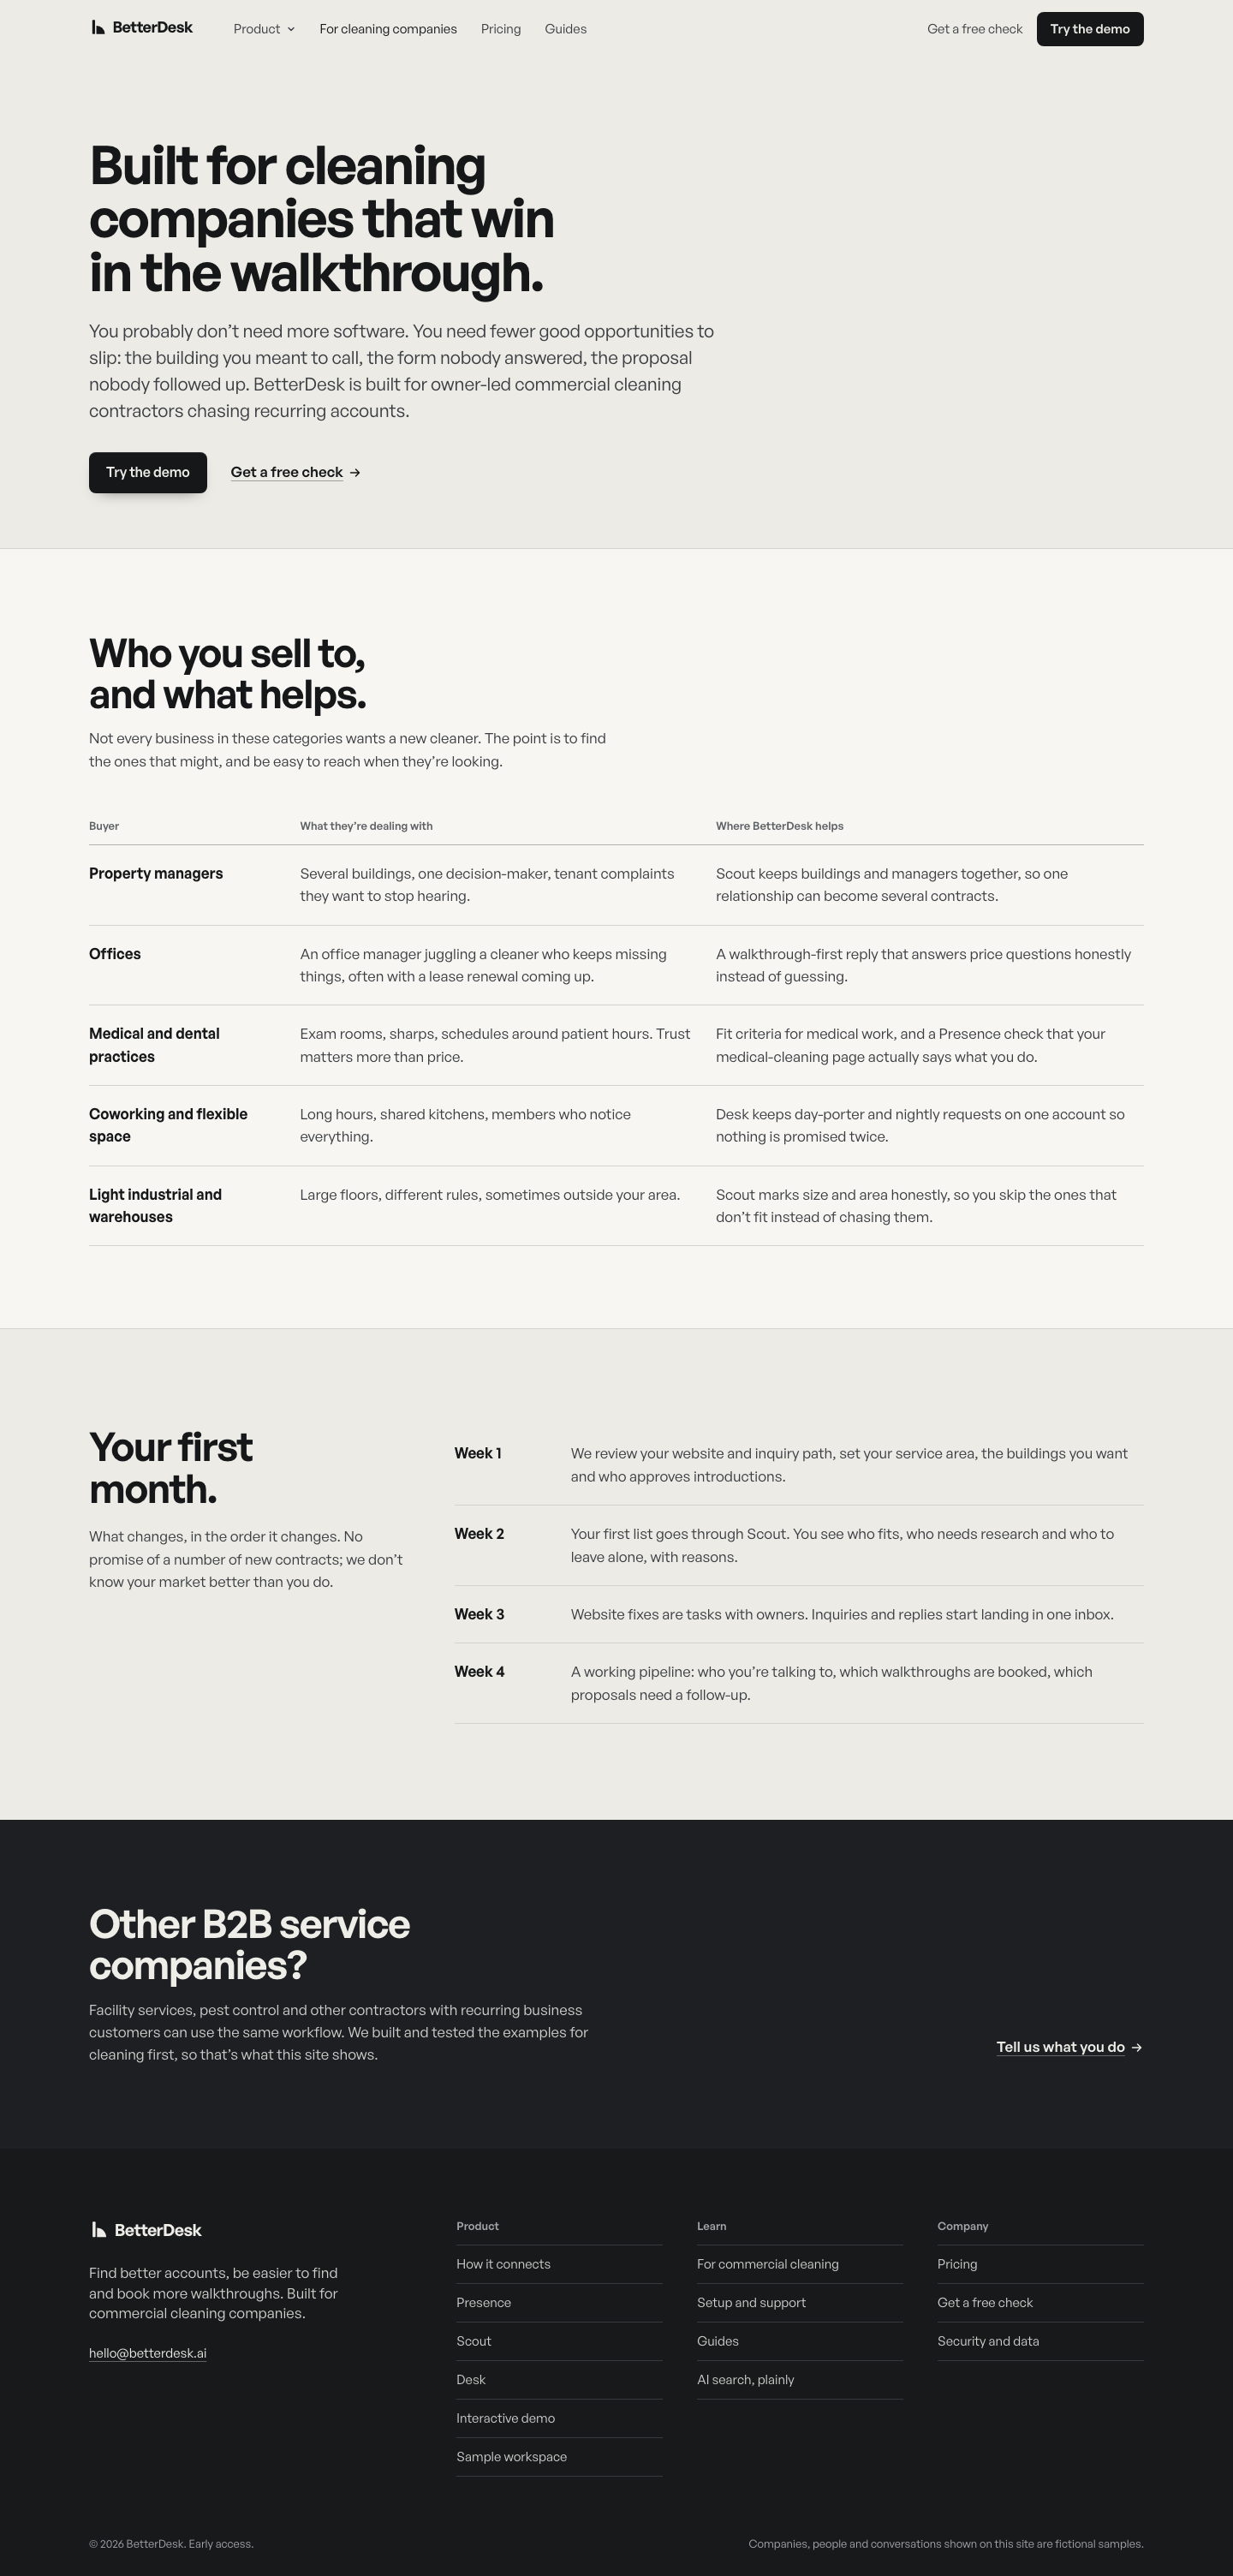 BetterDesk
Product
For cleaning companies
Pricing
Guides
Get a free check
Try the demo
Built for cleaning
companies that win
in the walkthrough.
You probably don’t need more software. You need fewer good opportunities to
slip: the building you meant to call, the form nobody answered, the proposal
nobody followed up. BetterDesk is built for owner-led commercial cleaning
contractors chasing recurring accounts.
Try the demo
Get a free check →
Who you sell to,
and what helps.
Not every business in these categories wants a new cleaner. The point is to find
the ones that might, and be easy to reach when they’re looking.
Buyer
What they’re dealing with
Where BetterDesk helps
Property managers
Several buildings, one decision-maker, tenant complaints
they want to stop hearing.
Scout keeps buildings and managers together, so one
relationship can become several contracts.
Offices
An office manager juggling a cleaner who keeps missing
things, often with a lease renewal coming up.
A walkthrough-first reply that answers price questions honestly
instead of guessing.
Medical and dental
practices
Exam rooms, sharps, schedules around patient hours. Trust
matters more than price.
Fit criteria for medical work, and a Presence check that your
medical-cleaning page actually says what you do.
Coworking and flexible
space
Long hours, shared kitchens, members who notice
everything.
Desk keeps day-porter and nightly requests on one account so
nothing is promised twice.
Light industrial and
warehouses
Large floors, different rules, sometimes outside your area.
Scout marks size and area honestly, so you skip the ones that
don’t fit instead of chasing them.
Your first
month.
What changes, in the order it changes. No
promise of a number of new contracts; we don’t
know your market better than you do.
Week 1
We review your website and inquiry path, set your service area, the buildings you want
and who approves introductions.
Week 2
Your first list goes through Scout. You see who fits, who needs research and who to
leave alone, with reasons.
Week 3
Website fixes are tasks with owners. Inquiries and replies start landing in one inbox.
Week 4
A working pipeline: who you’re talking to, which walkthroughs are booked, which
proposals need a follow-up.
Other B2B service
companies?
Facility services, pest control and other contractors with recurring business
customers can use the same workflow. We built and tested the examples for
cleaning first, so that’s what this site shows.
Tell us what you do →
BetterDesk
Find better accounts, be easier to find
and book more walkthroughs. Built for
commercial cleaning companies.
hello@betterdesk.ai
Product
How it connects
Presence
Scout
Desk
Interactive demo
Sample workspace
Learn
For commercial cleaning
Setup and support
Guides
AI search, plainly
Company
Pricing
Get a free check
Security and data
© 2026 BetterDesk. Early access.
Companies, people and conversations shown on this site are fictional samples.